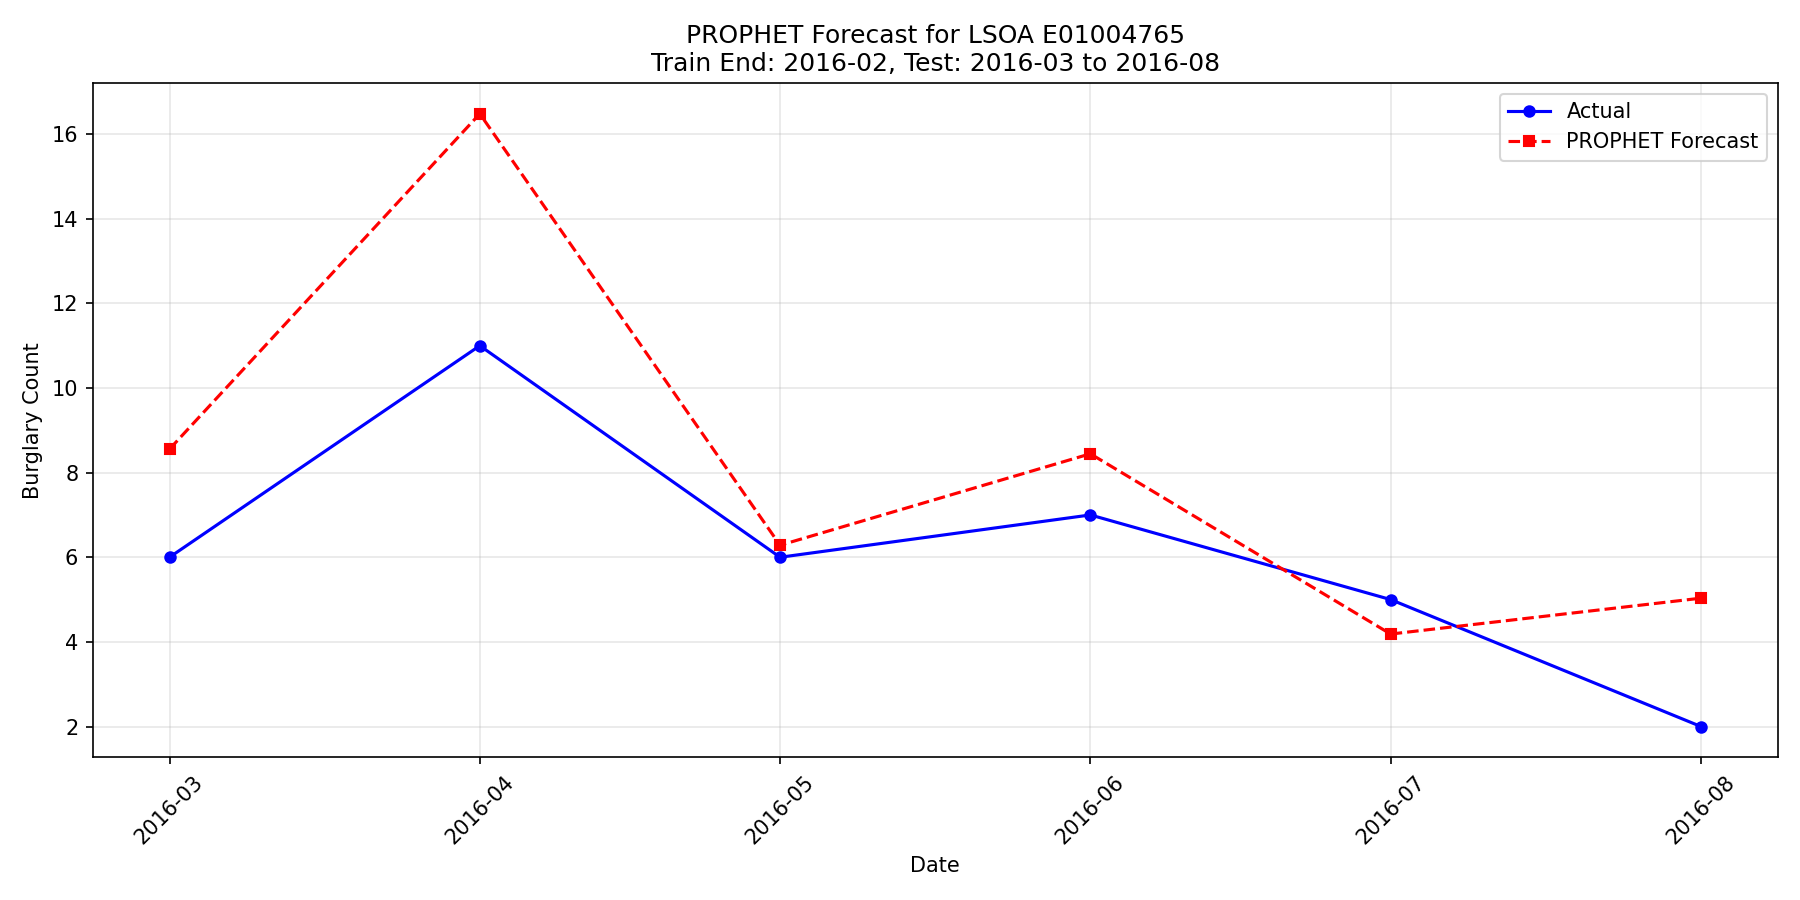 PROPHET Forecast for LSOA E01004765
Train End: 2016-02, Test: 2016-03 to 2016-08
Actual
PROPHET Forecast
Burglary Count
16
14
12
10
8
6
4
2
2016-03
2016-04
2016-05
2016-06
2016-07
2016-08
Date